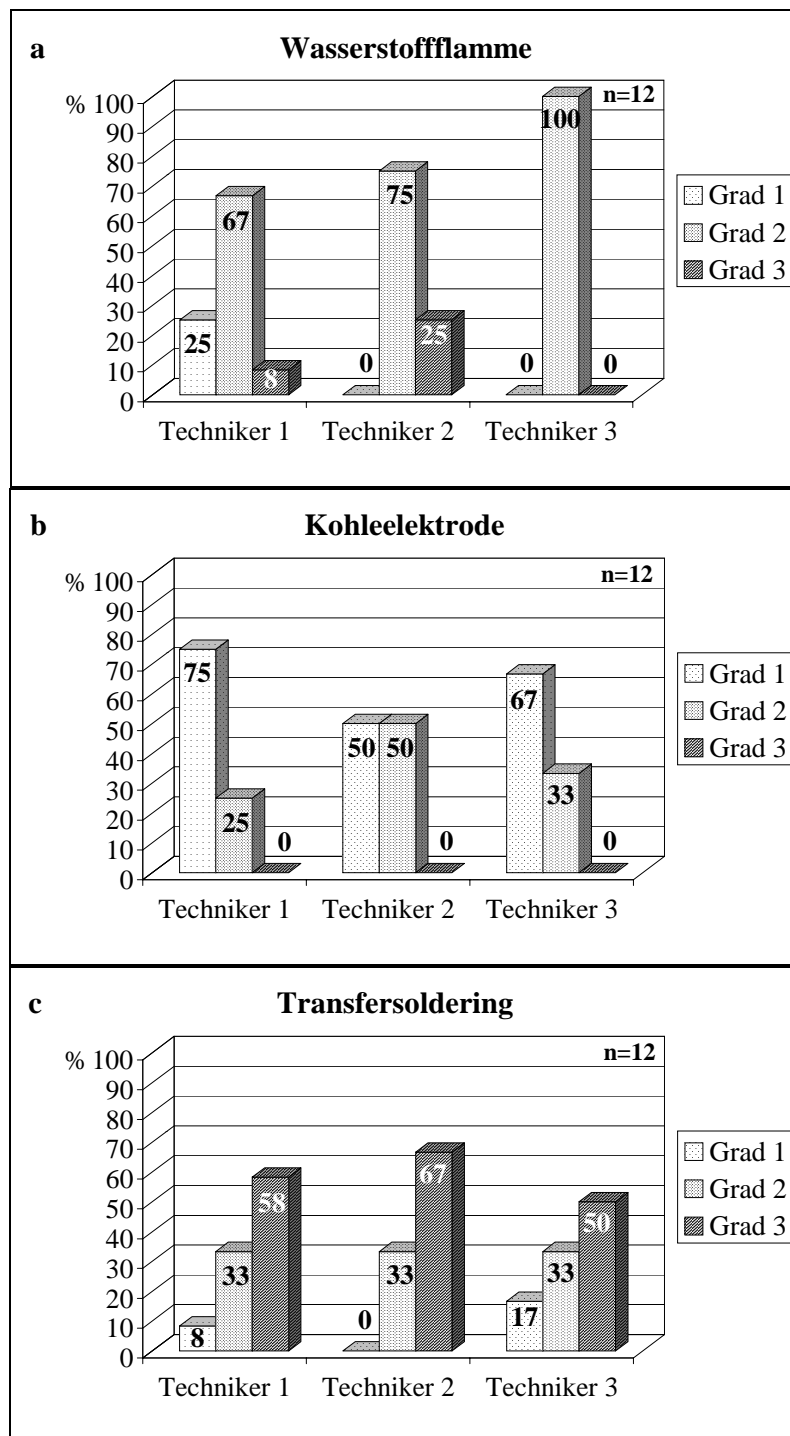 a Wasserstoffflamme
n=12
% 100
90
80
70
60
50
40
30
20
10
0
25 67 8
0 75 25
0 100 0
Techniker 1 Techniker 2 Techniker 3
Grad 1
Grad 2
Grad 3
b Kohleelektrode
n=12
% 100
90
80
70
60
50
40
30
20
10
0
75 25 0
50 50 0
67 33 0
Techniker 1 Techniker 2 Techniker 3
Grad 1
Grad 2
Grad 3
c Transfersoldering
n=12
% 100
90
80
70
60
50
40
30
20
10
0
8 33 58
0 33 67
17 33 50
Techniker 1 Techniker 2 Techniker 3
Grad 1
Grad 2
Grad 3